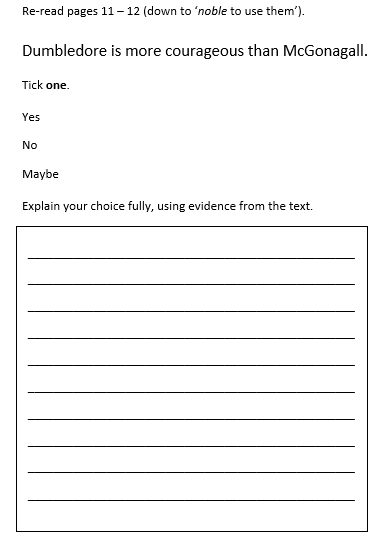 Re-read pages 11 – 12 (down to ‘noble to use them’).
Dumbledore is more courageous than McGonagall.
Tick one.
Yes
No
Maybe
Explain your choice fully, using evidence from the text.